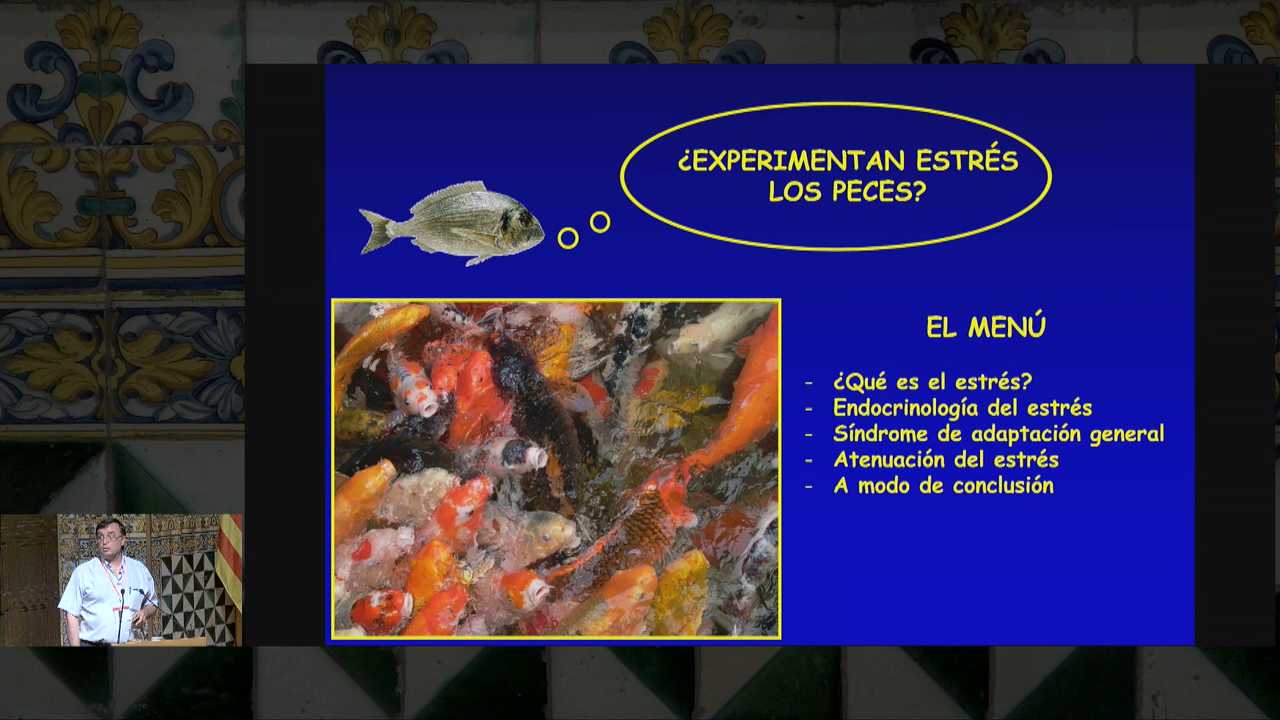 ¿EXPERIMENTAN ESTRÉS
LOS PECES?
EL MENÚ
- ¿Qué es el estrés?
- Endocrinología del estrés
- Síndrome de adaptación general
- Atenuación del estrés
- A modo de conclusión